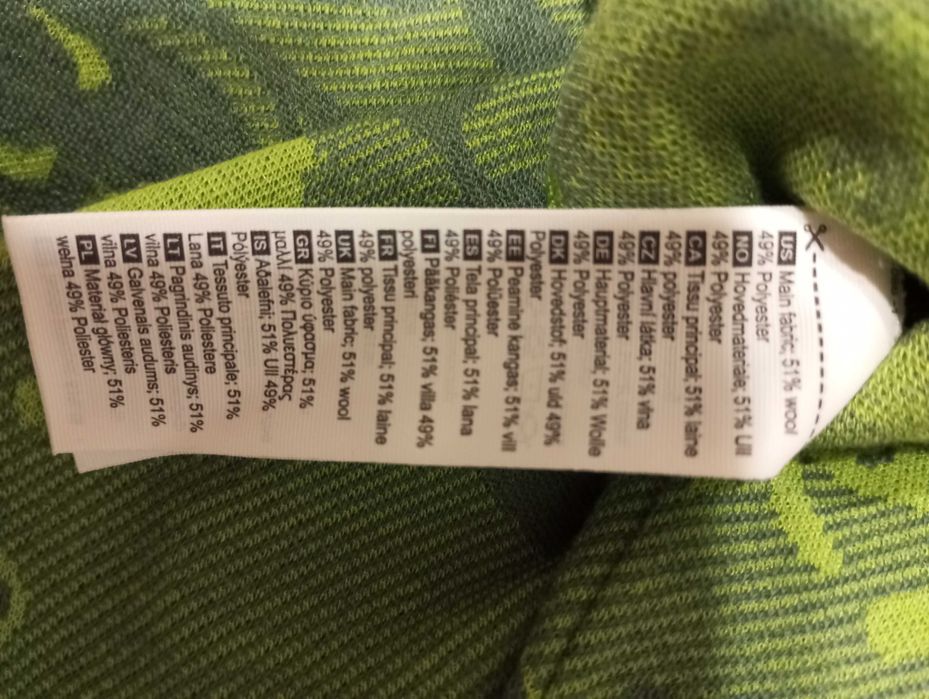 US Main fabric; 51% wool
49% Polyester
NO Hovedmateriale; 51% Ull
49% Polyester
CA Tissu principal; 51% laine
49% polyester
CZ Hlavní látka; 51% vlna
49% Polyester
DE Hauptmaterial; 51% Wolle
49% Polyester
DK Hovedstof; 51% uld 49%
Polyester
EE Peamine kangas; 51% vill
49% Polüester
ES Tela principal; 51% lana
49% Poliéster
FI Pääkangas; 51% villa 49%
polyesteri
FR Tissu principal; 51% laine
49% polyester
UK Main fabric; 51% wool
49% Polyester
GR Κύριο ύφασμα; 51%
μαλλί 49% Πολυεστέρας
IS Aðalefni; 51% Ull 49%
Pólýester
IT Tessuto principale; 51%
Lana 49% Poliestere
LT Pagrindinis audinys; 51%
vilna 49% Poliesteris
LV Galvenais audums; 51%
vilna 49% Poliesteris
PL Materiał główny; 51%
wełna 49% Poliester